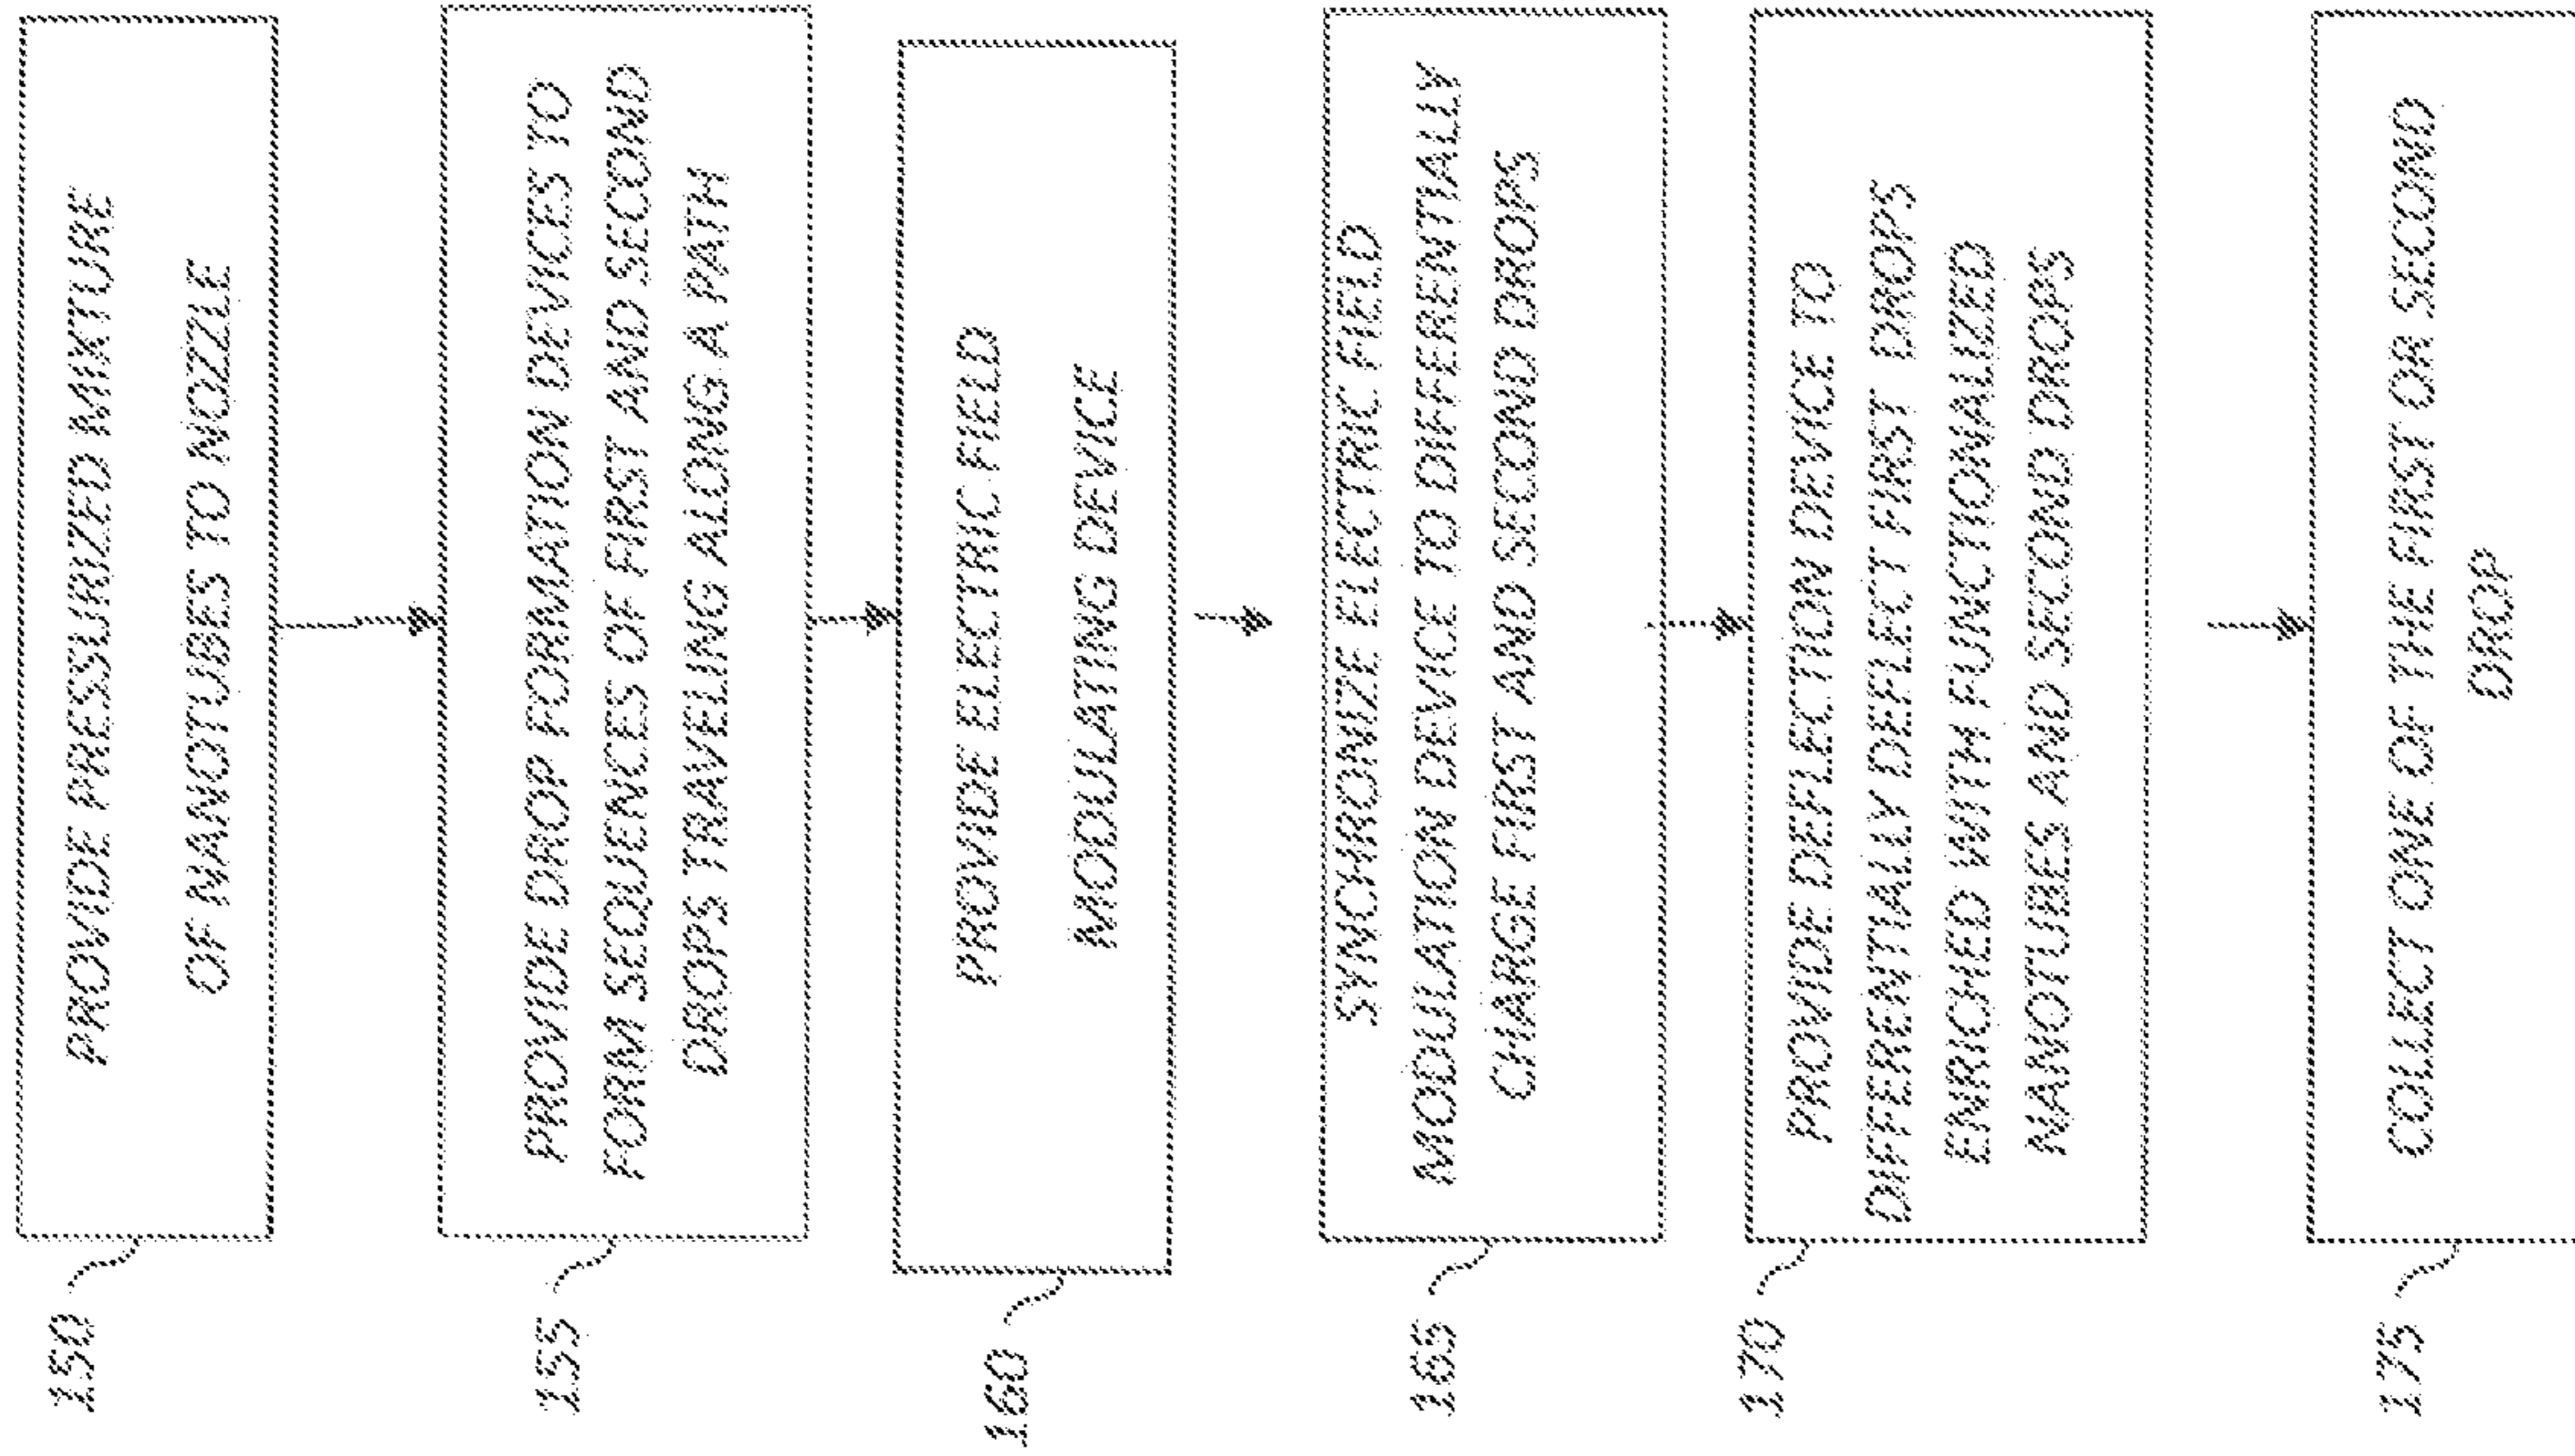 150
PROVIDE PRESSURIZED MIXTURE
OF NANOTUBES TO NOZZLE
155
PROVIDE DROP FORMATION DEVICES TO
FORM SEQUENCES OF FIRST AND SECOND
DROPS TRAVELING ALONG A PATH
160
PROVIDE ELECTRIC FIELD
MODULATING DEVICE
165
SYNCHRONIZE ELECTRIC FIELD
MODULATION DEVICE TO DIFFERENTIALLY
CHARGE FIRST AND SECOND DROPS
170
PROVIDE DEFLECTION DEVICE TO
DIFFERENTIALLY DEFLECT FIRST DROPS
ENRICHED WITH FUNCTIONALIZED
NANOTUBES AND SECOND DROPS
175
COLLECT ONE OF THE FIRST OR SECOND
DROP